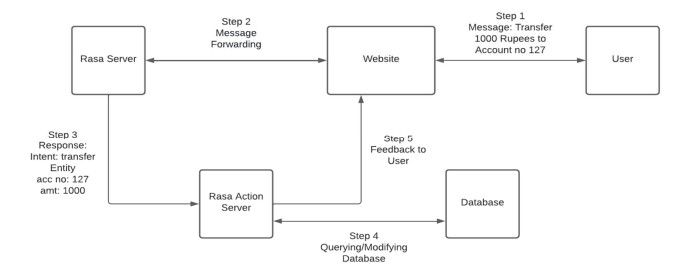 Step 1
Message: Transfer
1000 Rupees to
Account no 127
Step 2
Message
Forwarding
Rasa Server
Website
User
Step 3
Response:
Intent: transfer
Entity
acc no: 127
amt: 1000
Step 5
Feedback to
User
Rasa Action
Server
Database
Step 4
Querying/Modifying
Database